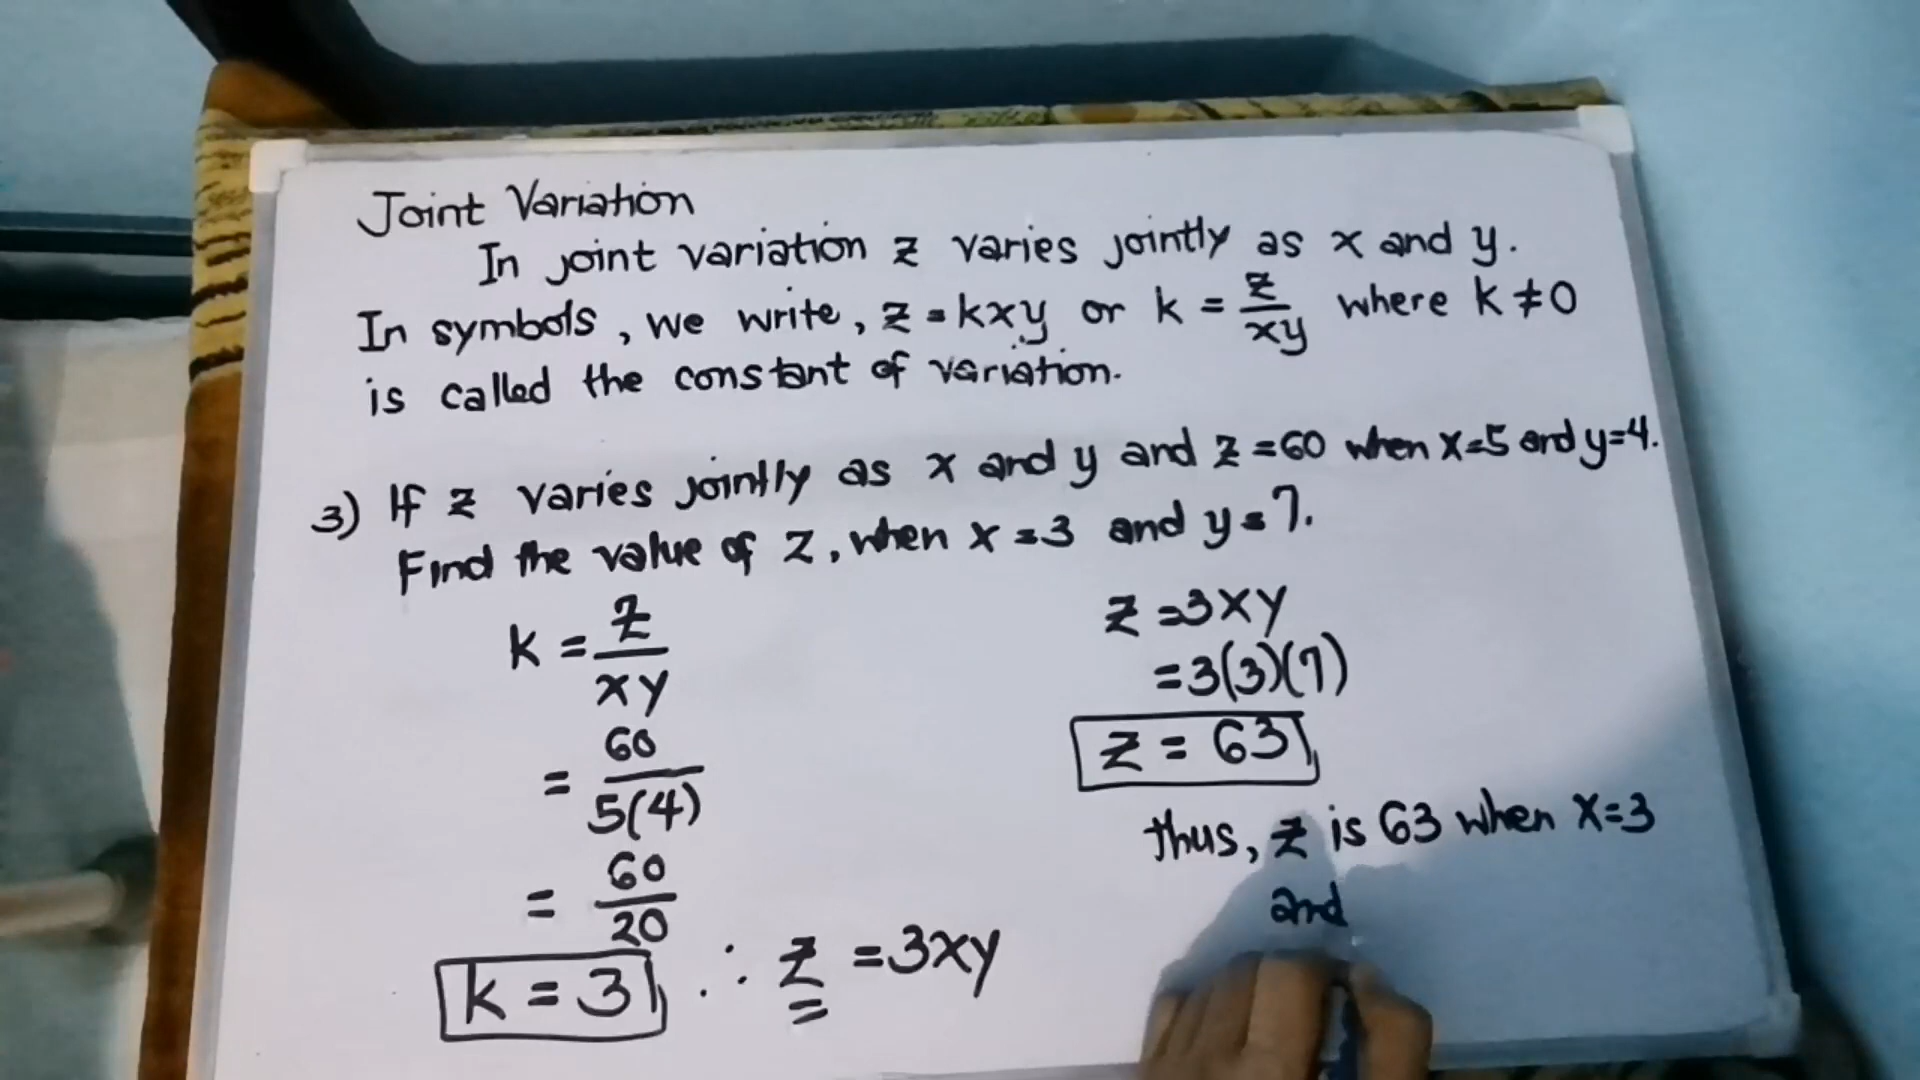 Joint Variation
In joint variation z varies jointly as x and y.
In symbols, we write, z = kxy or k = z/xy where k ≠ 0
is called the constant of variation.
3) If z varies jointly as x and y and z = 60 when x=5 and y=4.
Find the value of z, when x = 3 and y = 7.
k = z/xy
= 60/5(4)
= 60/20
k = 3 ∴ z = 3xy
z = 3xy
= 3(3)(7)
z = 63
thus, z is 63 when x=3
and